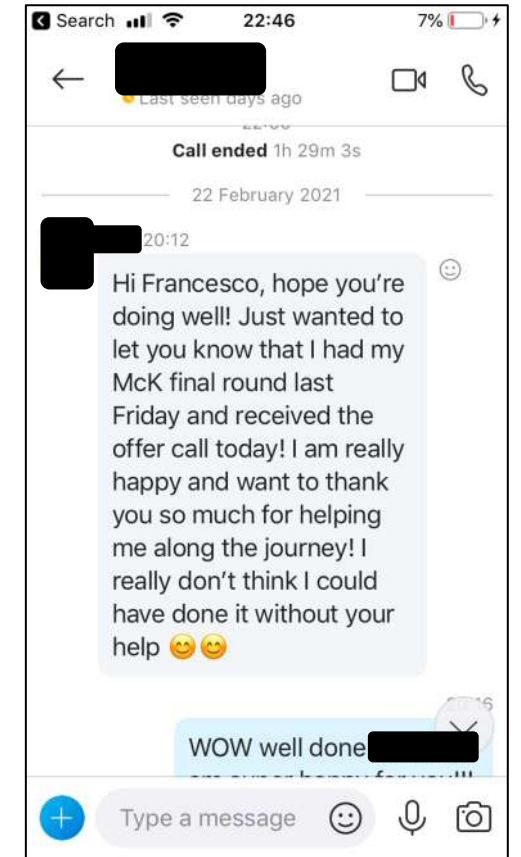 Search 22:46 7%
Last seen days ago
Call ended 1h 29m 3s
22 February 2021
20:12
Hi Francesco, hope you're
doing well! Just wanted to
let you know that I had my
McK final round last
Friday and received the
offer call today! I am really
happy and want to thank
you so much for helping
me along the journey! I
really don't think I could
have done it without your
help 😊😊
WOW well done
Type a message